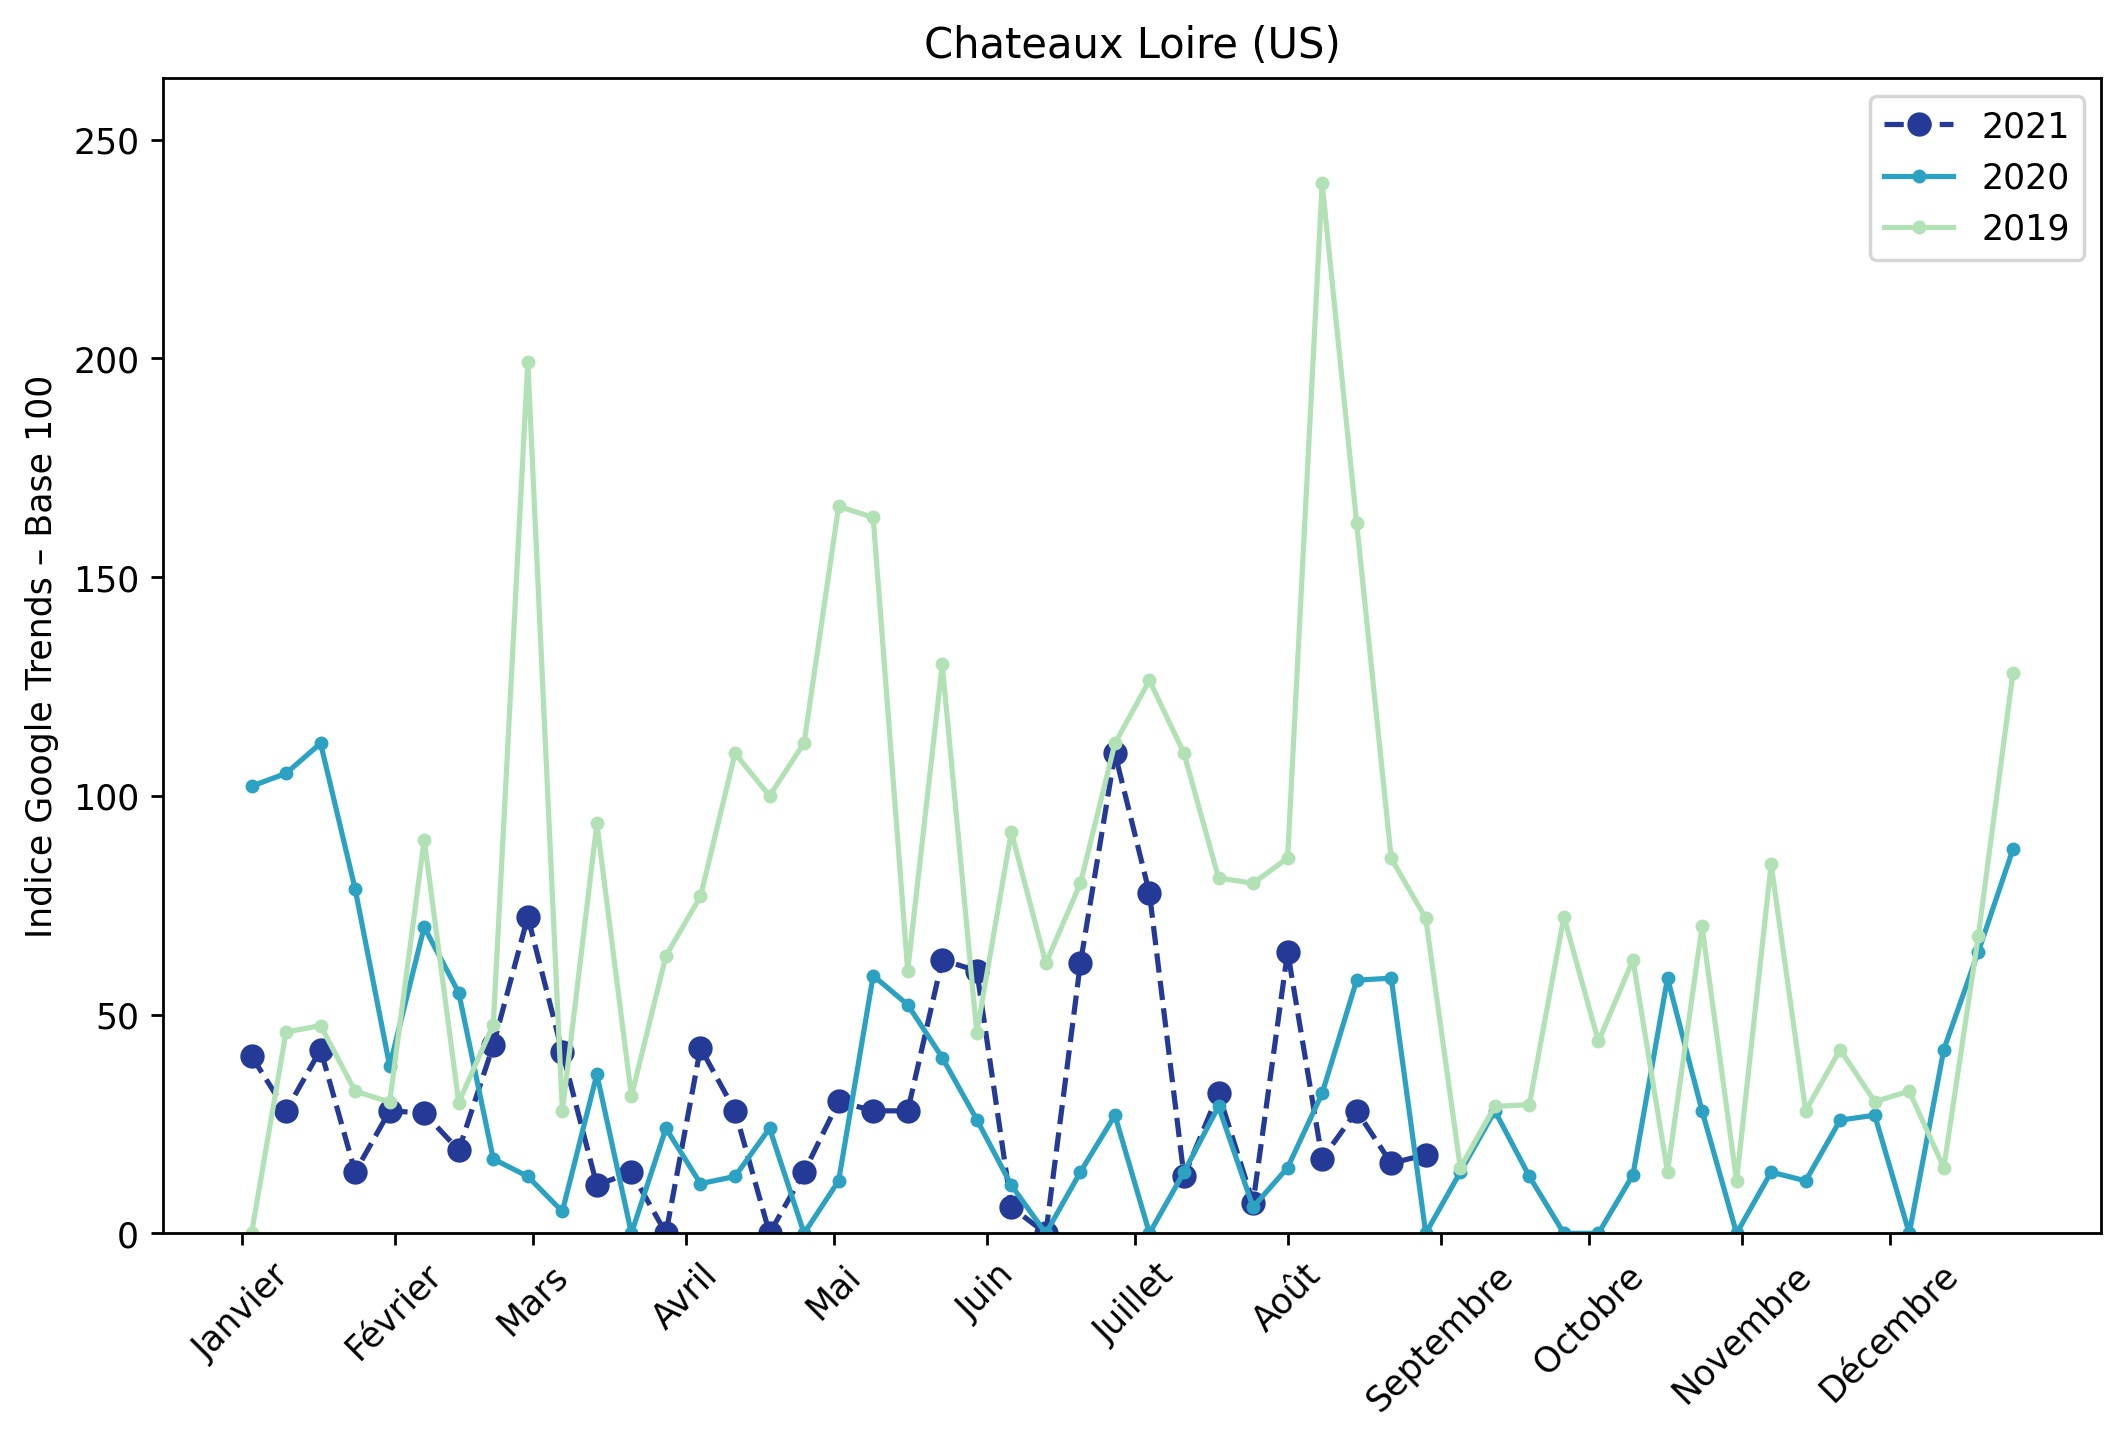 Chateaux Loire (US)
2021
2020
2019
Indice Google Trends – Base 100
250
200
150
100
50
0
Janvier
Février
Mars
Avril
Mai
Juin
Juillet
Août
Septembre
Octobre
Novembre
Décembre